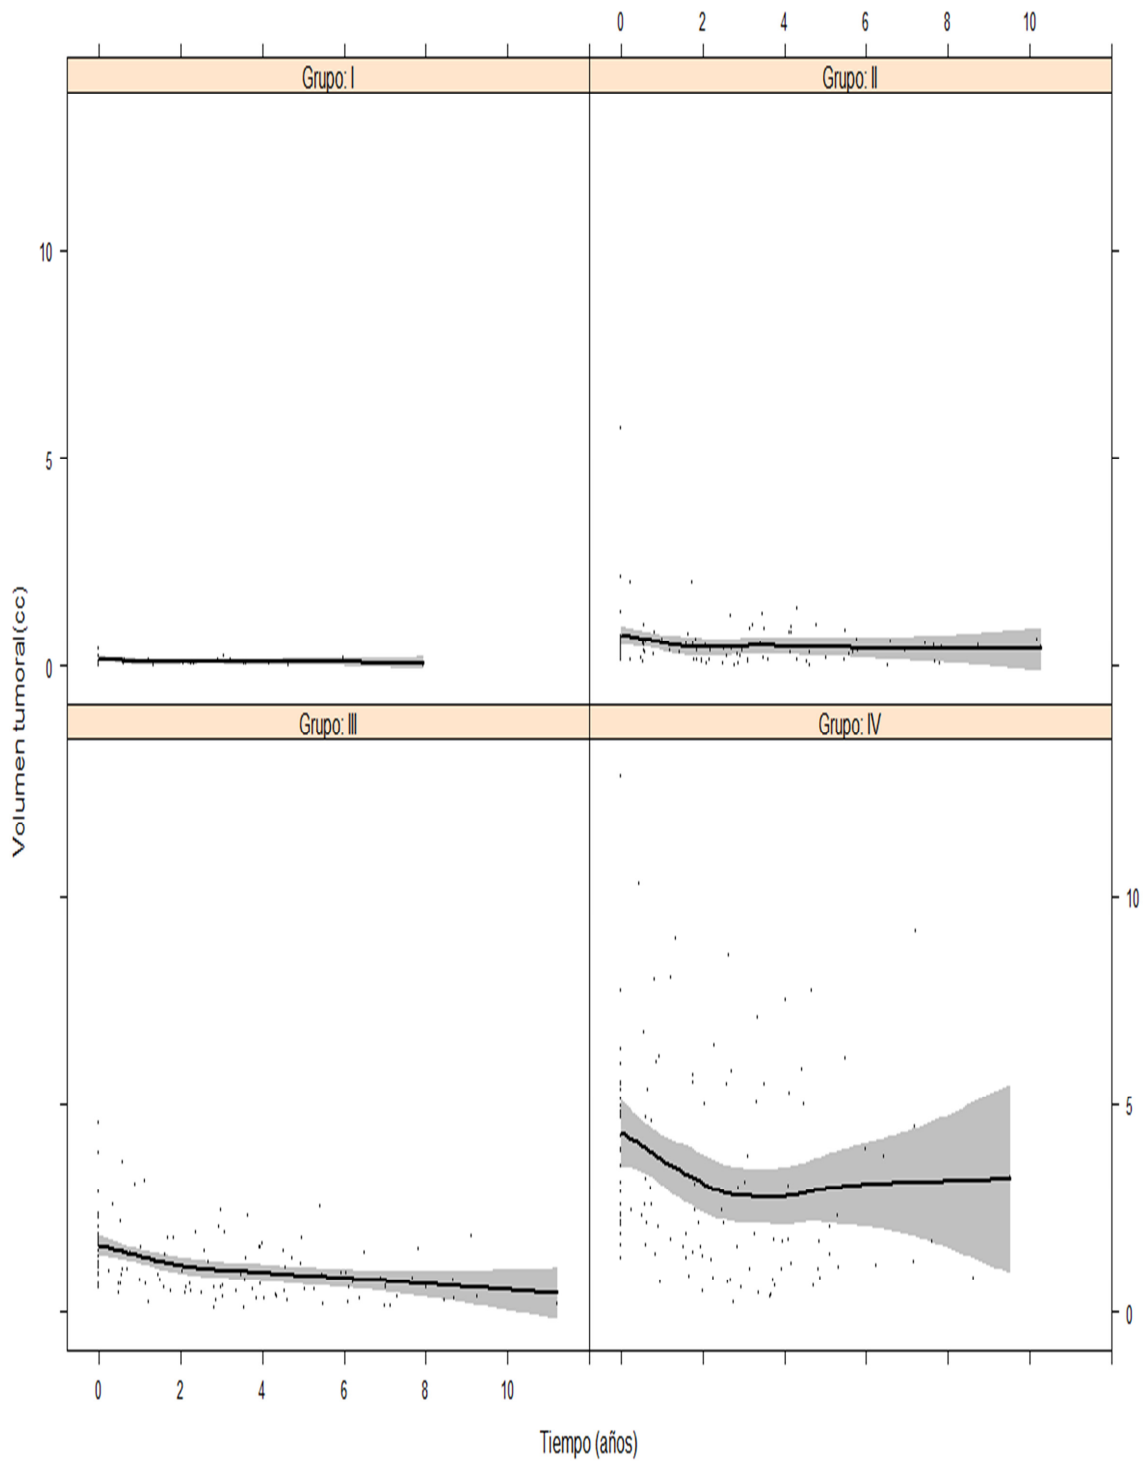 0 2 4 6 8 10
Grupo: I
Grupo: II
10
5
0
Grupo: III
Grupo: IV
Volumen tumoral(cc)
10
5
0
0 2 4 6 8 10
Tiempo (años)